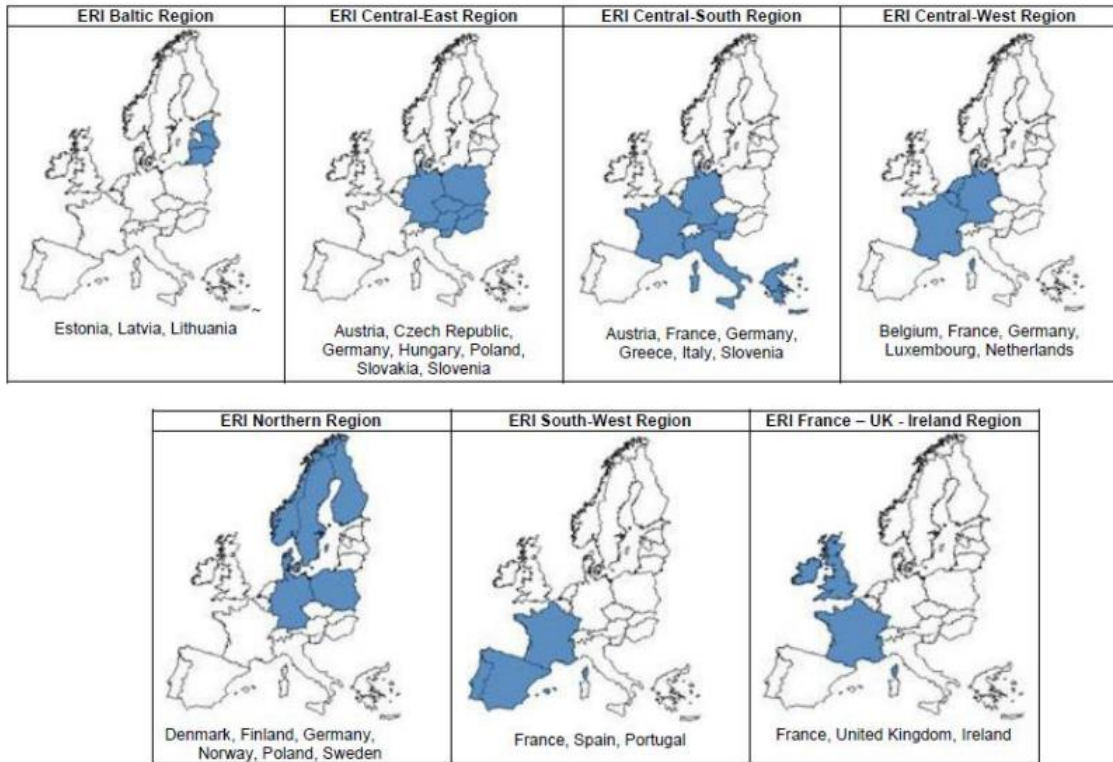 ERI Baltic Region
ERI Central-East Region
ERI Central-South Region
ERI Central-West Region
~
Estonia, Latvia, Lithuania
Austria, Czech Republic,
Germany, Hungary, Poland,
Slovakia, Slovenia
Austria, France, Germany,
Greece, Italy, Slovenia
Belgium, France, Germany,
Luxembourg, Netherlands
ERI Northern Region
ERI South-West Region
ERI France – UK - Ireland Region
Denmark, Finland, Germany,
Norway, Poland, Sweden
France, Spain, Portugal
France, United Kingdom, Ireland